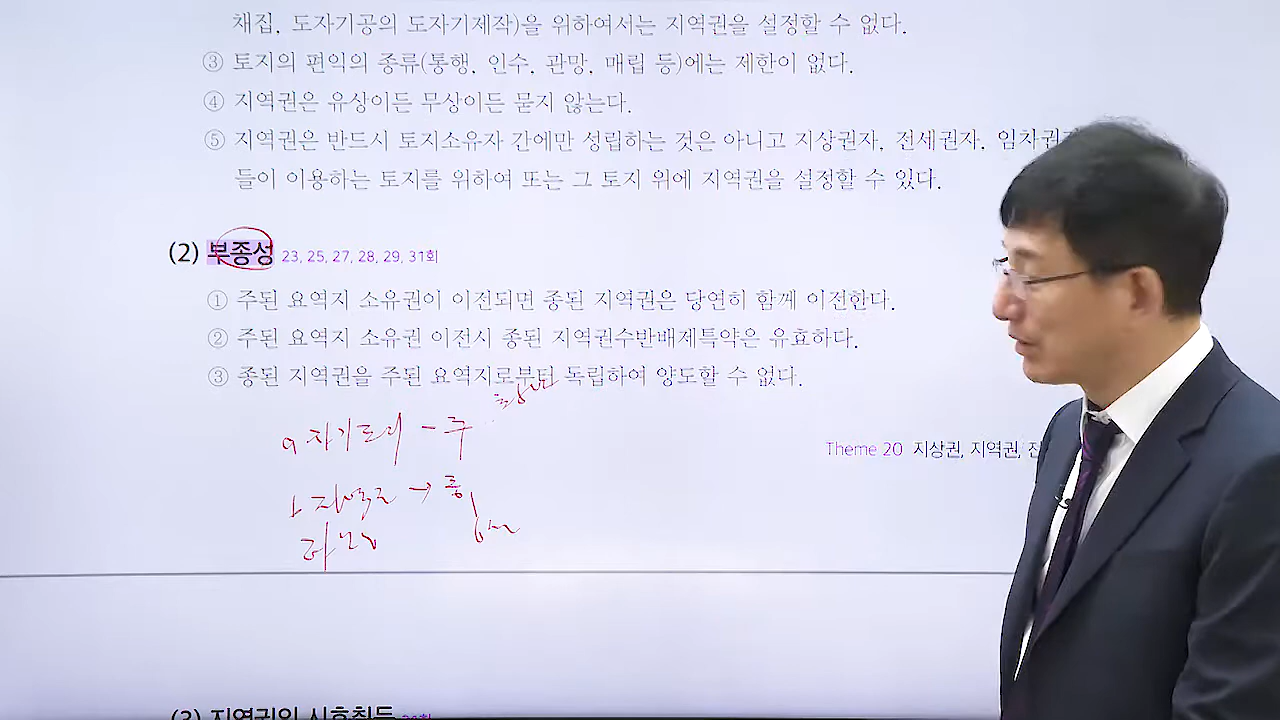 채집, 도자기공의 도자기제작)을 위하여서는 지역권을 설정할 수 없다.
③ 토지의 편익의 종류(통행, 인수, 관망, 매립 등)에는 제한이 없다.
④ 지역권은 유상이든 무상이든 묻지 않는다.
⑤ 지역권은 반드시 토지소유자 간에만 성립하는 것은 아니고 지상권자, 전세권자, 임차권
들이 이용하는 토지를 위하여 또는 그 토지 위에 지역권을 설정할 수 있다.
(2) 부종성 23, 25, 27, 28, 29, 31회
① 주된 요역지 소유권이 이전되면 종된 지역권은 당연히 함께 이전한다.
② 주된 요역지 소유권 이전시 종된 지역권수반배제특약은 유효하다.
③ 종된 지역권을 주된 요역지로부터 독립하여 양도할 수 없다.
주
Theme 20 지상권, 지역권, 전
종
(3) 지역권의 시효취득